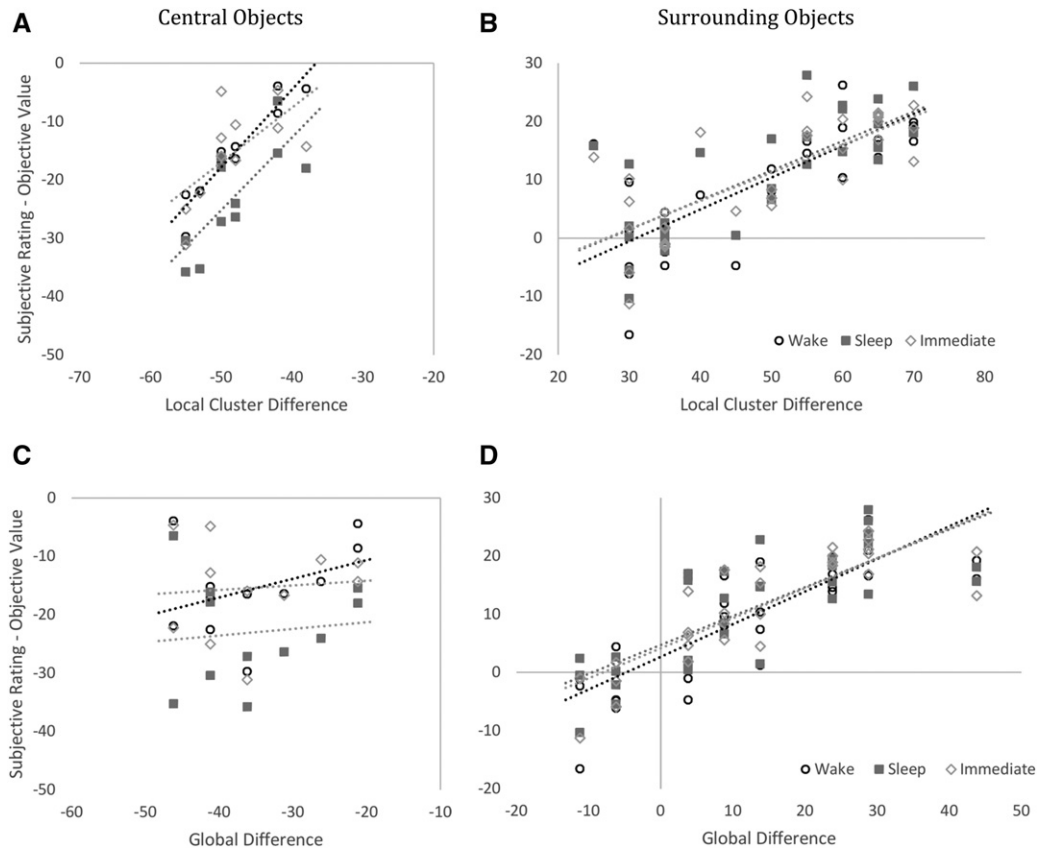 Central Objects
Surrounding Objects
A
B
Subjective Rating - Objective Value
0
-10
-20
-30
-40
-50
-70 -60 -50 -40 -30 -20
Local Cluster Difference
30
20
10
0
-10
-20
Wake Sleep Immediate
20 30 40 50 60 70 80
Local Cluster Difference
C
D
Subjective Rating - Objective Value
0
-10
-20
-30
-40
-50
-60 -50 -40 -30 -20 -10
Global Difference
30
20
10
0
-10
-20
Wake Sleep Immediate
-20 -10 0 10 20 30 40 50
Global Difference